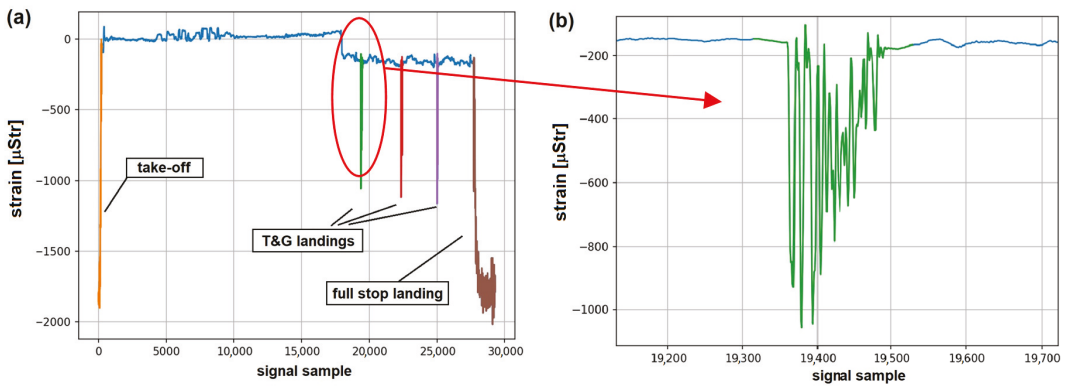 (a)
strain [µStr]
0
−500
−1000
−1500
−2000
take-off
T&G landings
full stop landing
0
5000
10,000
15,000
20,000
25,000
30,000
signal sample
(b)
strain [µStr]
−200
−400
−600
−800
−1000
19,200
19,300
19,400
19,500
19,600
19,700
signal sample